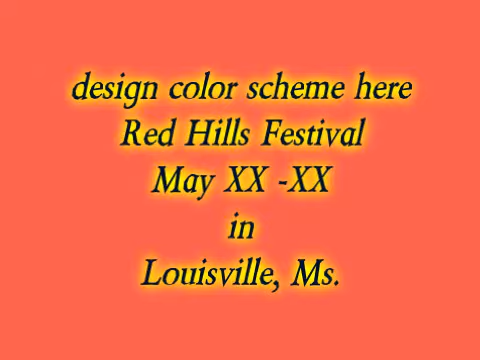 design color scheme here
Red Hills Festival
May XX -XX
in
Louisville, Ms.